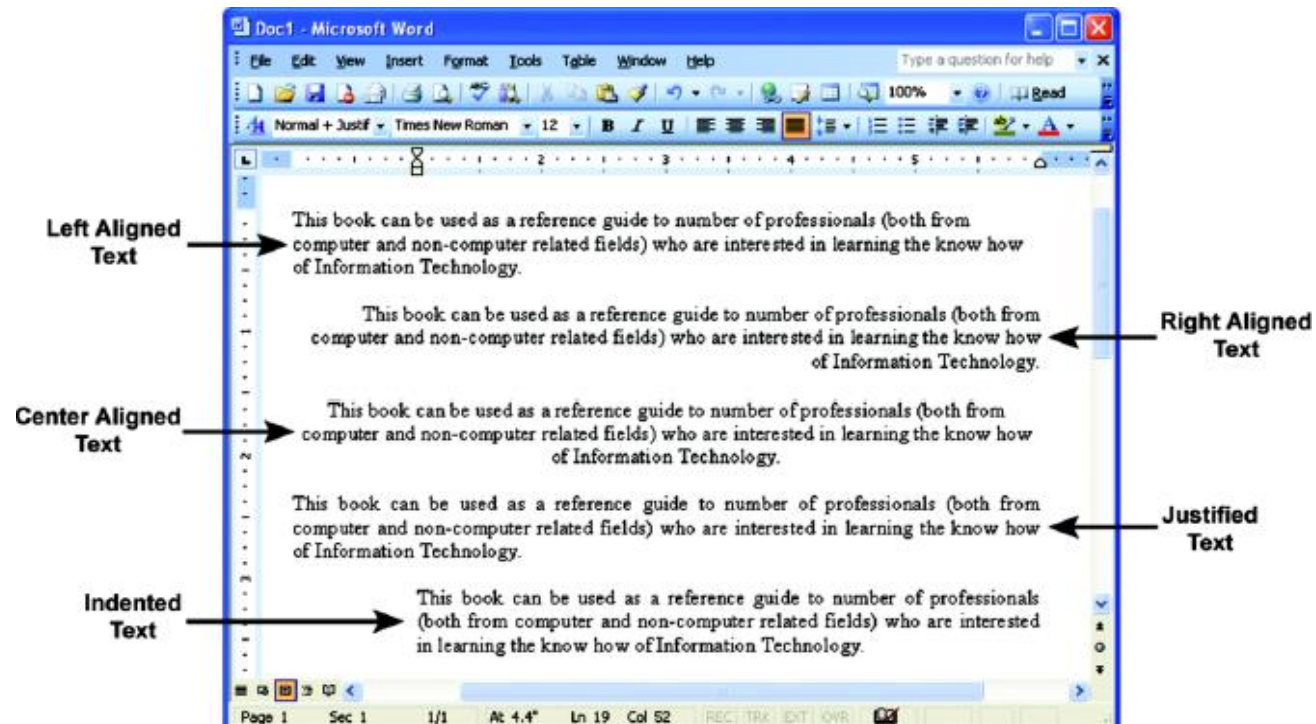 Doc1 - Microsoft Word
File Edit View Insert Format Tools Table Window Help Type a question for help
100% Read
Normal + Justif Times New Roman 12 B I U A
1 2 3 4 5
Left Aligned
Text
This book can be used as a reference guide to number of professionals (both from
computer and non-computer related fields) who are interested in learning the know how
of Information Technology.
Right Aligned
Text
This book can be used as a reference guide to number of professionals (both from
computer and non-computer related fields) who are interested in learning the know how
of Information Technology.
Center Aligned
Text
This book can be used as a reference guide to number of professionals (both from
computer and non-computer related fields) who are interested in learning the know how
of Information Technology.
Justified
Text
This book can be used as a reference guide to number of professionals (both from
computer and non-computer related fields) who are interested in learning the know how
of Information Technology.
Indented
Text
This book can be used as a reference guide to number of professionals
(both from computer and non-computer related fields) who are interested
in learning the know how of Information Technology.
Page 1 Sec 1 1/1 At 4.4" Ln 19 Col 52 REC TRK EXT OVR